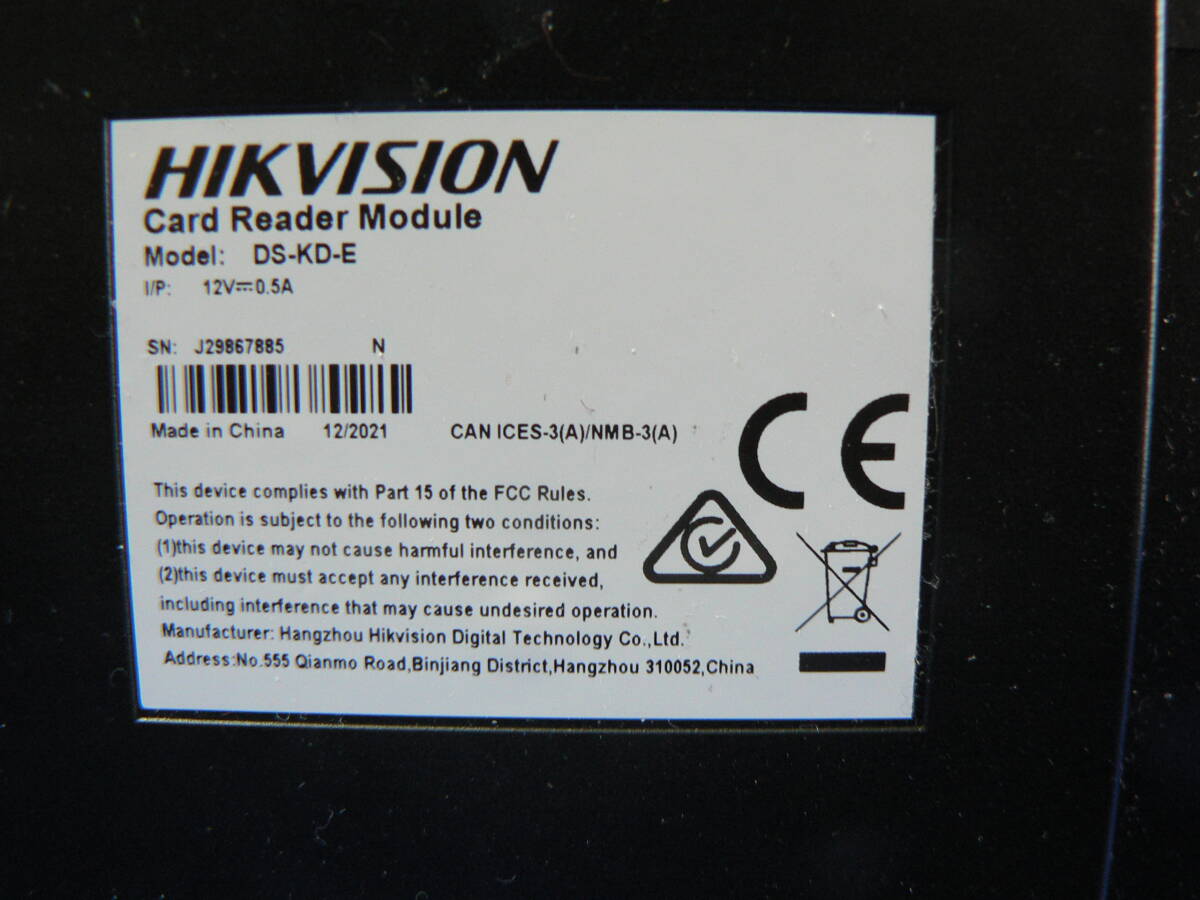 HIKVISION
Card Reader Module
Model: DS-KD-E
I/P: 12V⎓0.5A
SN: J29867885 N
Made in China 12/2021 CAN ICES-3(A)/NMB-3(A)
CE
This device complies with Part 15 of the FCC Rules.
Operation is subject to the following two conditions:
(1)this device may not cause harmful interference, and
(2)this device must accept any interference received,
including interference that may cause undesired operation.
Manufacturer: Hangzhou Hikvision Digital Technology Co.,Ltd.
Address:No.555 Qianmo Road,Binjiang District,Hangzhou 310052,China